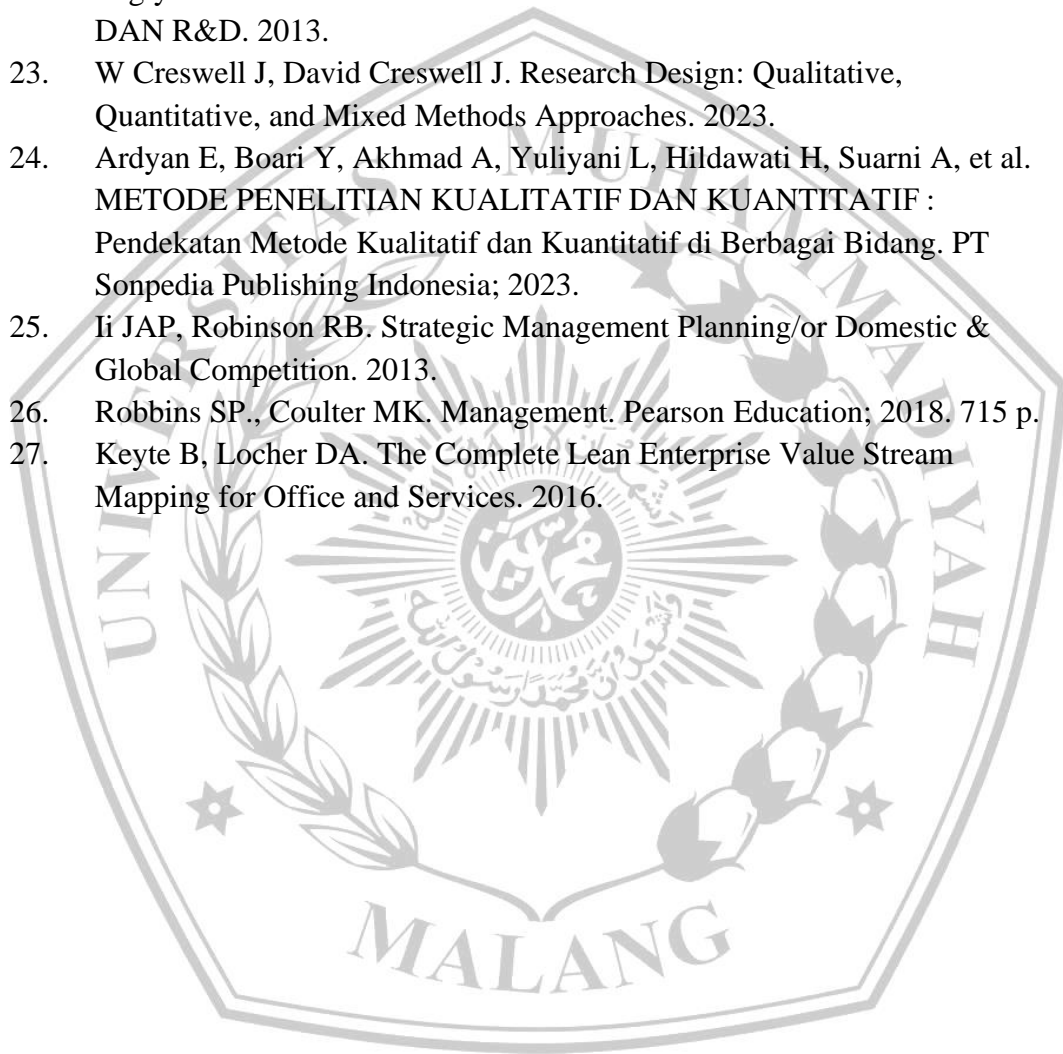 DAN R&D. 2013.
23. W Creswell J, David Creswell J. Research Design: Qualitative,
Quantitative, and Mixed Methods Approaches. 2023.
24. Ardyan E, Boari Y, Akhmad A, Yuliyani L, Hildawati H, Suarni A, et al.
METODE PENELITIAN KUALITATIF DAN KUANTITATIF :
Pendekatan Metode Kualitatif dan Kuantitatif di Berbagai Bidang. PT
Sonpedia Publishing Indonesia; 2023.
25. Ii JAP, Robinson RB. Strategic Management Planning/or Domestic &
Global Competition. 2013.
26. Robbins SP., Coulter MK. Management. Pearson Education; 2018. 715 p.
27. Keyte B, Locher DA. The Complete Lean Enterprise Value Stream
Mapping for Office and Services. 2016.
UNIVERSITAS MUHAMMADIYAH
MALANG